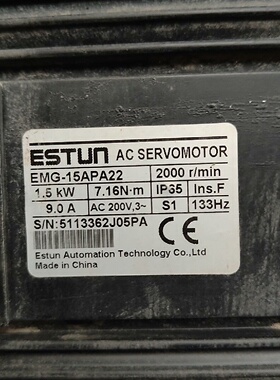 ESTUN AC SERVOMOTOR
EMG-15APA22 2000 r/min
1.5 kW 7.16N·m IP65 Ins.F
9.0 A AC 200V,3~ S1 133Hz
S/N:5113362J05PA CE
Estun Automation Technology Co.,Ltd
Made in China